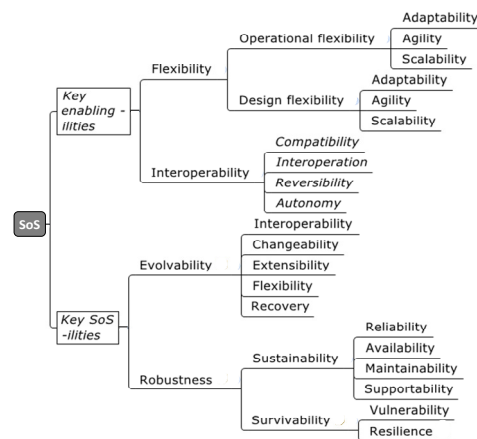 SoS
Key
enabling -
ilities
Flexibility
Operational flexibility
Adaptability
Agility
Scalability
Design flexibility
Adaptability
Agility
Scalability
Interoperability
Compatibility
Interoperation
Reversibility
Autonomy
Key SoS
-ilities
Evolvability
Interoperability
Changeability
Extensibility
Flexibility
Recovery
Robustness
Sustainability
Reliability
Availability
Maintainability
Supportability
Survivability
Vulnerability
Resilience